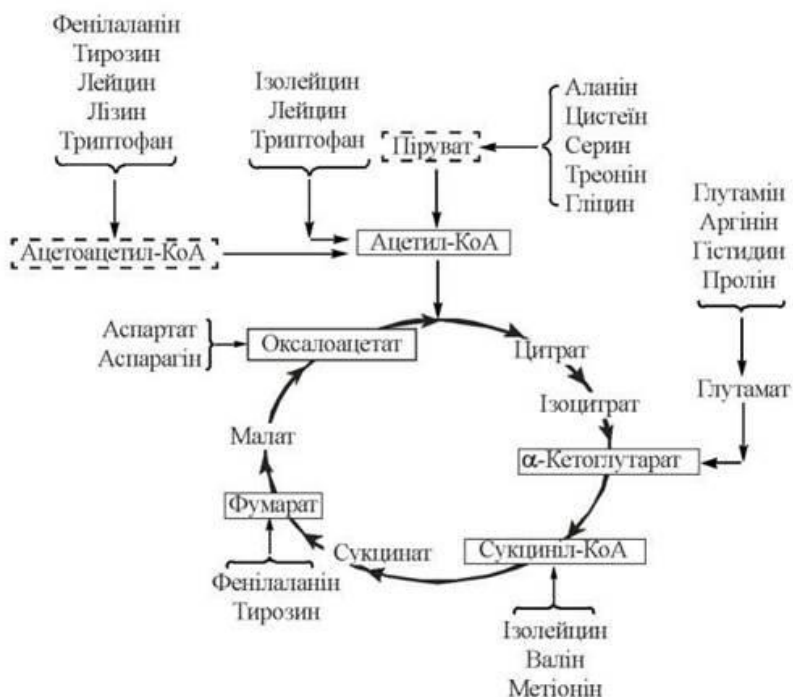 Фенілаланін
Тирозин
Лейцин
Лізин
Триптофан
Ізолейцин
Лейцин
Триптофан
Піруват
Аланін
Цистеїн
Серин
Треонін
Гліцин
Ацетоацетил-КоА
Ацетил-КоА
Глутамін
Аргінін
Гістидин
Пролін
Аспартат
Аспарагін
Оксалоацетат
Цитрат
Ізоцитрат
Глутамат
Малат
α-Кетоглутарат
Фумарат
Сукцинат
Сукциніл-КоА
Фенілаланін
Тирозин
Ізолейцин
Валін
Метіонін